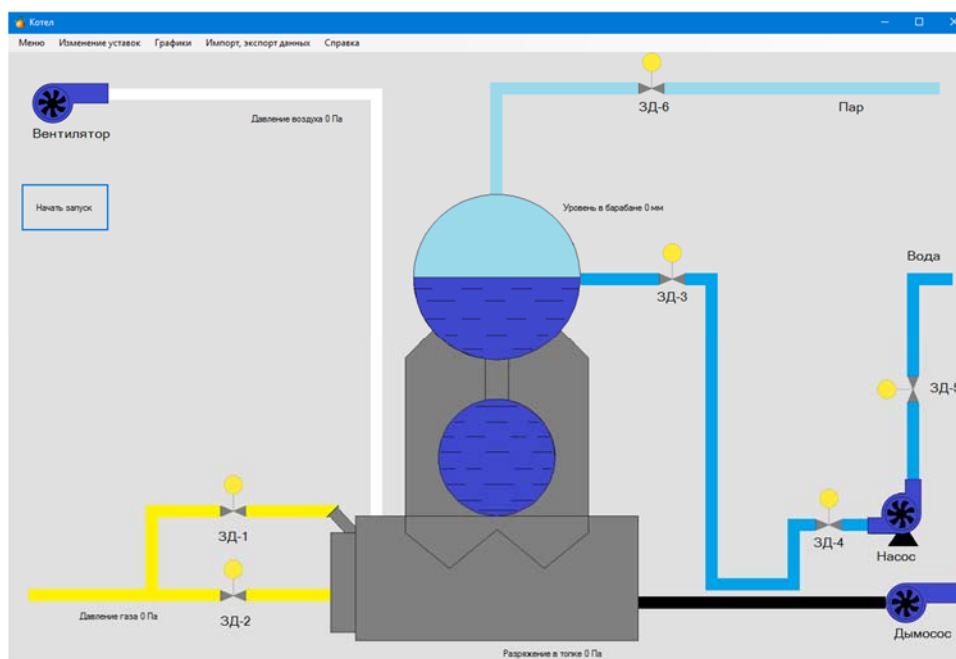 Котел
Меню Изменение уставок Графики Импорт, экспорт данных Справка
ЗД-6
Пар
Давление воздуха 0 Па
Вентилятор
Начать запуск
Уровень в барабане 0 мм
Вода
ЗД-3
ЗД-5
ЗД-1
ЗД-4
Насос
Давление газа 0 Па
ЗД-2
Дымосос
Разряжение в топке 0 Па